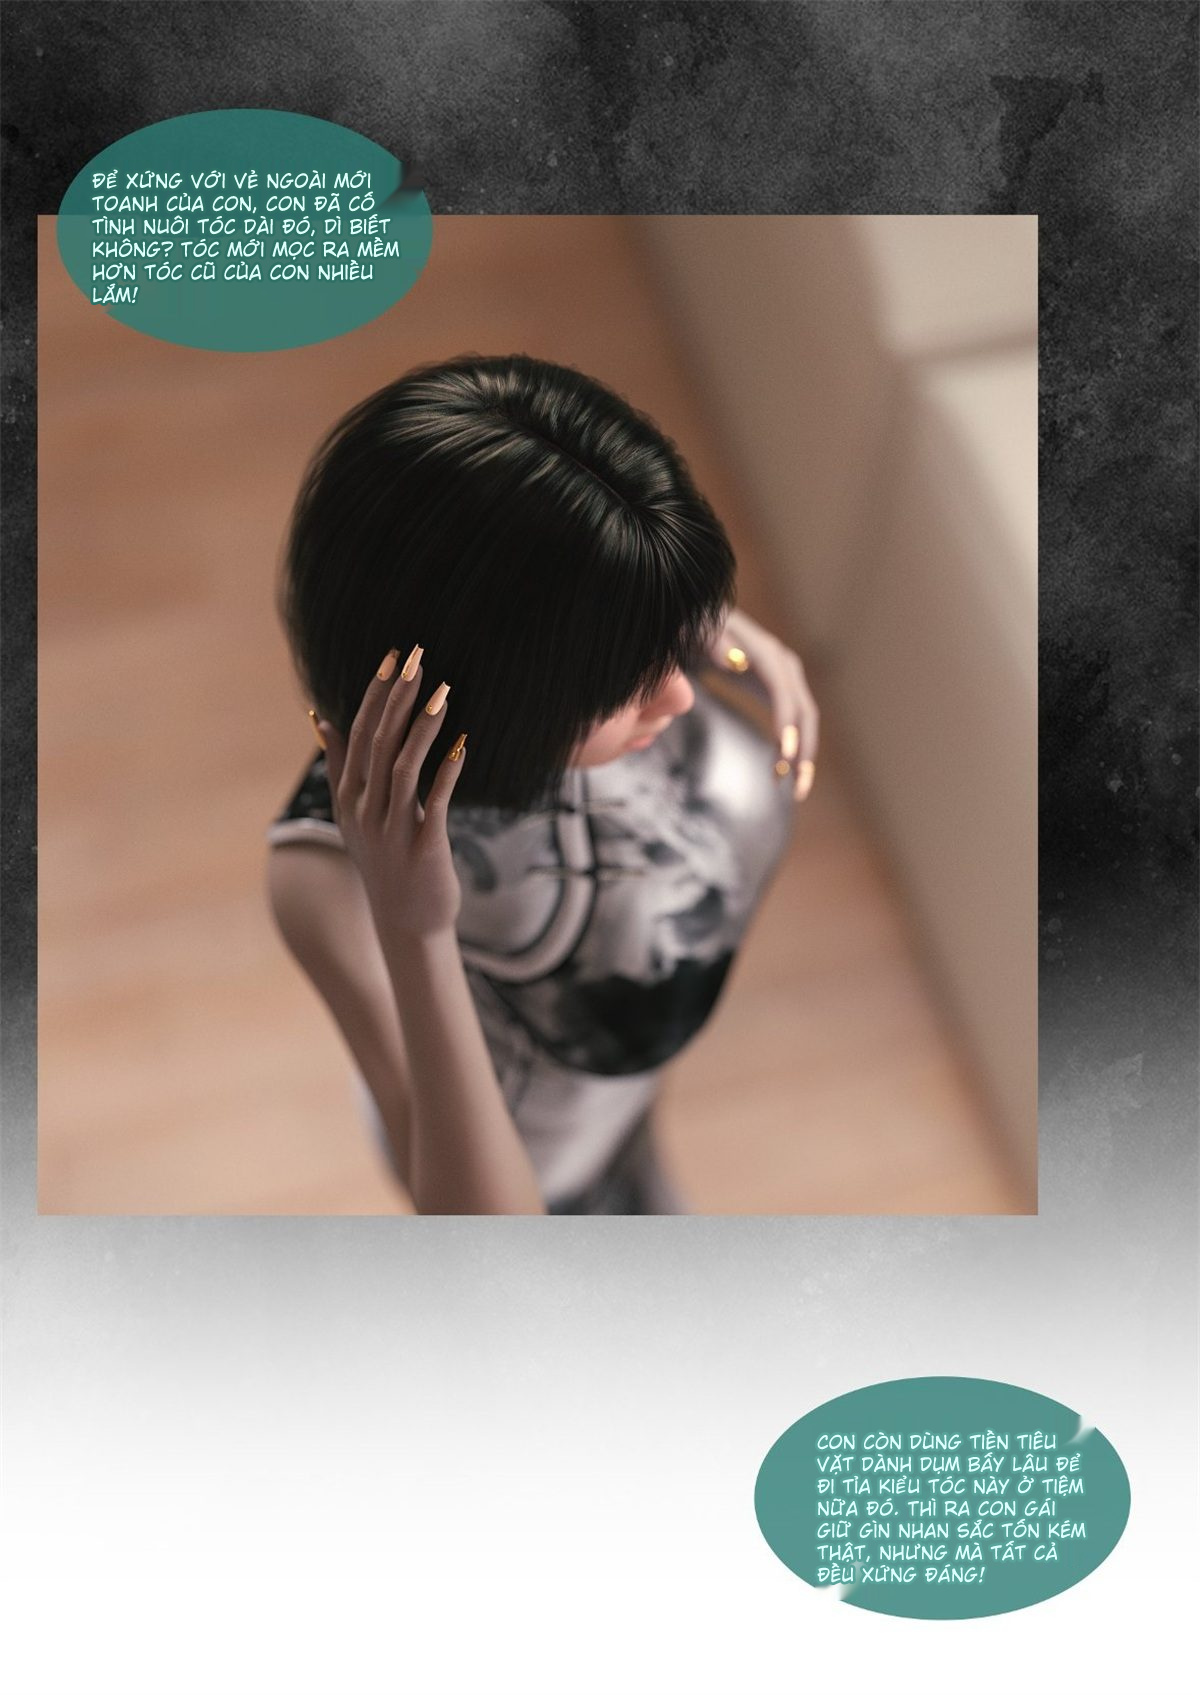 ĐỂ XỨNG VỚI VẺ NGOÀI MỚI
TOANH CỦA CON, CON ĐÃ CỐ
TÌNH NUÔI TÓC DÀI ĐÓ, DÌ BIẾT
KHÔNG? TÓC MỚI MỌC RA MỀM
HƠN TÓC CŨ CỦA CON NHIỀU
LẮM!
CON CÒN DÙNG TIỀN TIÊU
VẶT DÀNH DỤM BẤY LÂU ĐỂ
ĐI TỈA KIỂU TÓC NÀY Ở TIỆM
NỮA ĐÓ. THÌ RA CON GÁI
GIỮ GÌN NHAN SẮC TỐN KÉM
THẬT, NHƯNG MÀ TẤT CẢ
ĐỀU XỨNG ĐÁNG!